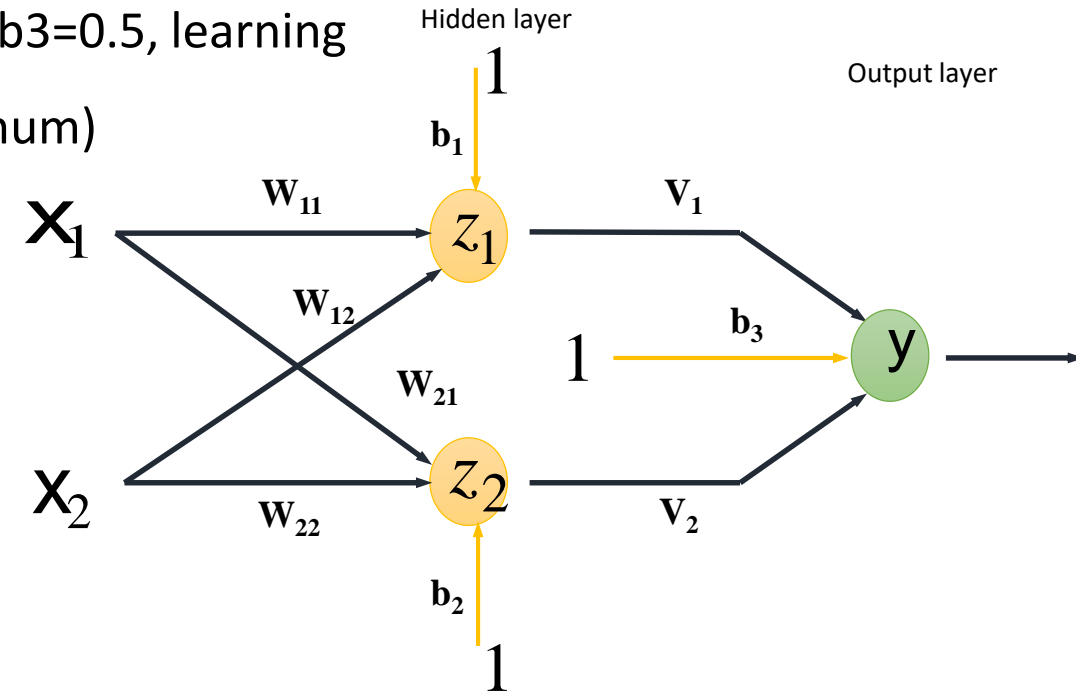 b3=0.5, learning
Hidden layer
1
Output layer
num)
b1
W11
V1
x1
z1
W12
b3
1
y
W21
x2
z2
W22
V2
b2
1